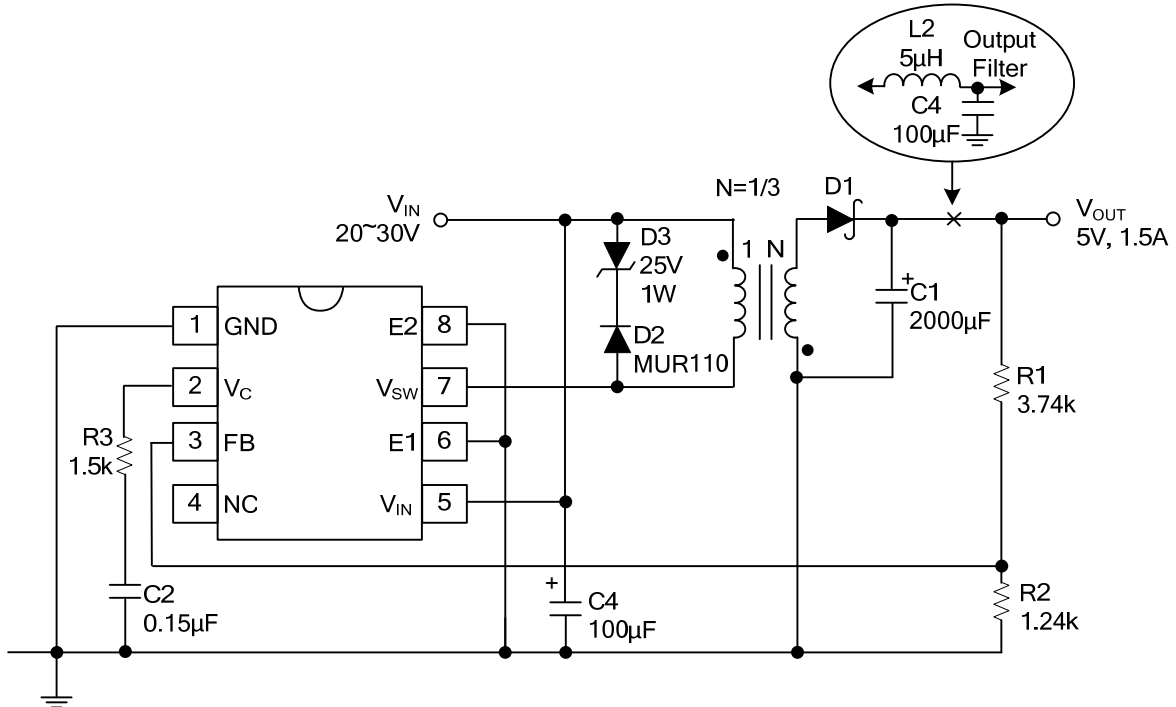 L2
5µH
Output
Filter
C4
100µF
N=1/3
D1
VIN
20~30V
VOUT
5V, 1.5A
D3
25V
1W
1 N
C1
2000µF
D2
MUR110
1 GND
E2 8
2 VC
VSW 7
R1
3.74k
R3
1.5k
3 FB
E1 6
4 NC
VIN 5
C2
0.15µF
C4
100µF
R2
1.24k